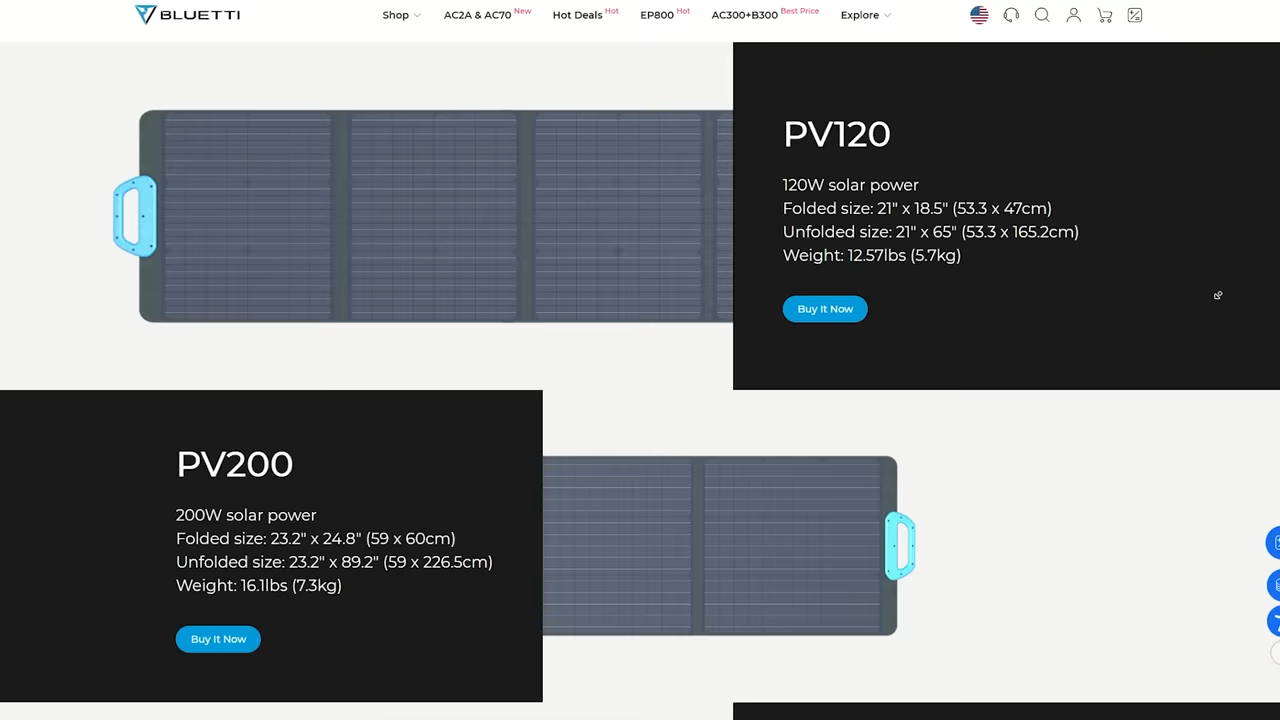 BLUETTI
Shop
AC2A & AC70 New
Hot Deals Hot
EP800 Hot
AC300+B300 Best Price
Explore
PV120
120W solar power
Folded size: 21" x 18.5" (53.3 x 47cm)
Unfolded size: 21" x 65" (53.3 x 165.2cm)
Weight: 12.57lbs (5.7kg)
Buy It Now
PV200
200W solar power
Folded size: 23.2" x 24.8" (59 x 60cm)
Unfolded size: 23.2" x 89.2" (59 x 226.5cm)
Weight: 16.1lbs (7.3kg)
Buy It Now